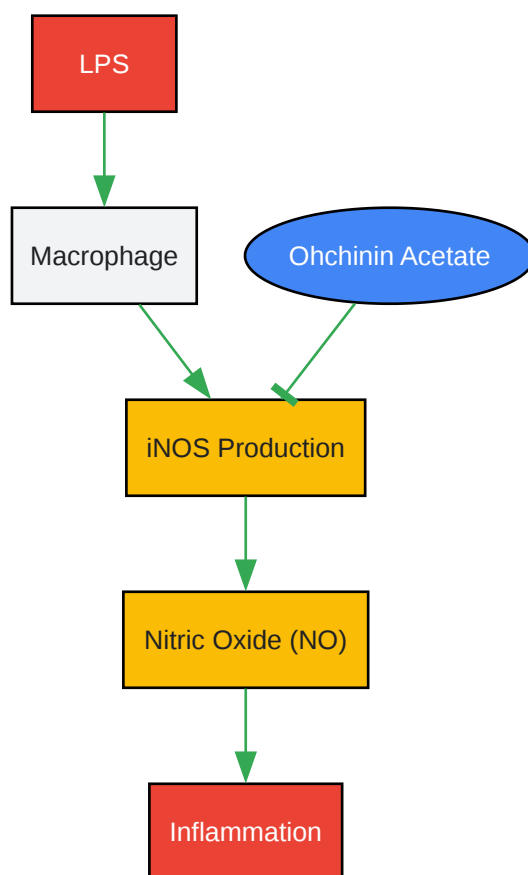 LPS
Macrophage
Ohchinin Acetate
iNOS Production
Nitric Oxide (NO)
Inflammation